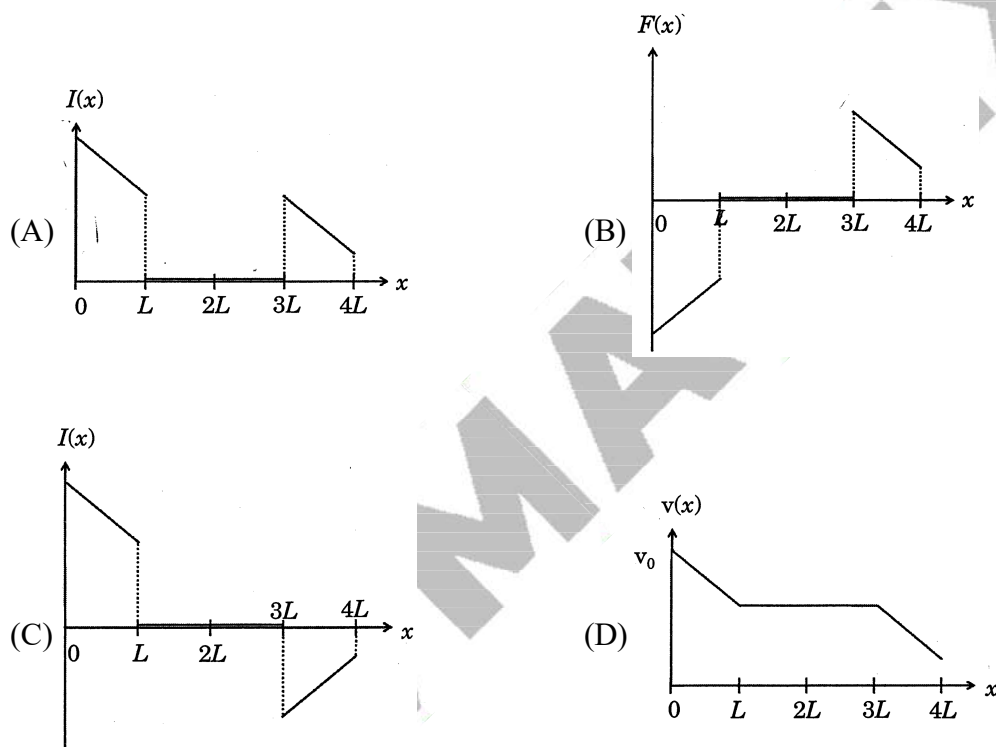 I(x)
(A)
0 L 2L 3L 4L x
F(x)
(B)
0 L 2L 3L 4L x
I(x)
(C)
0 L 2L 3L 4L x
v(x)
v₀
(D)
0 L 2L 3L 4L x